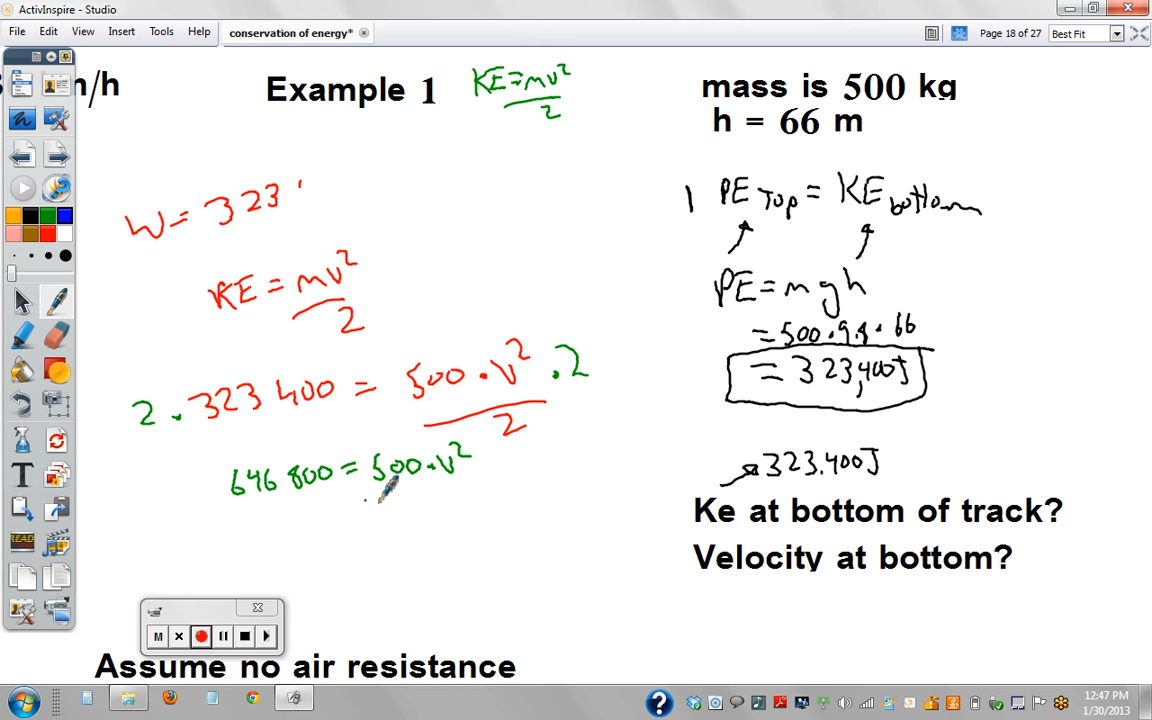 ActivInspire - Studio
File Edit View Insert Tools Help
conservation of energy*
Page 18 of 27
Best Fit
m/h
Example 1
KE = mv²
2
mass is 500 kg
h = 66 m
W = 323
KE = mv²
2
2 . 323 400 = 500 . v² . 2
2
646 800 = 500 . v²
1 PE Top = KE bottom
PE = mgh
= 500 . 9.8 . 66
= 323,400J
323.400J
Ke at bottom of track?
Velocity at bottom?
T
READ
M
Assume no air resistance
12:47 PM
1/30/2013